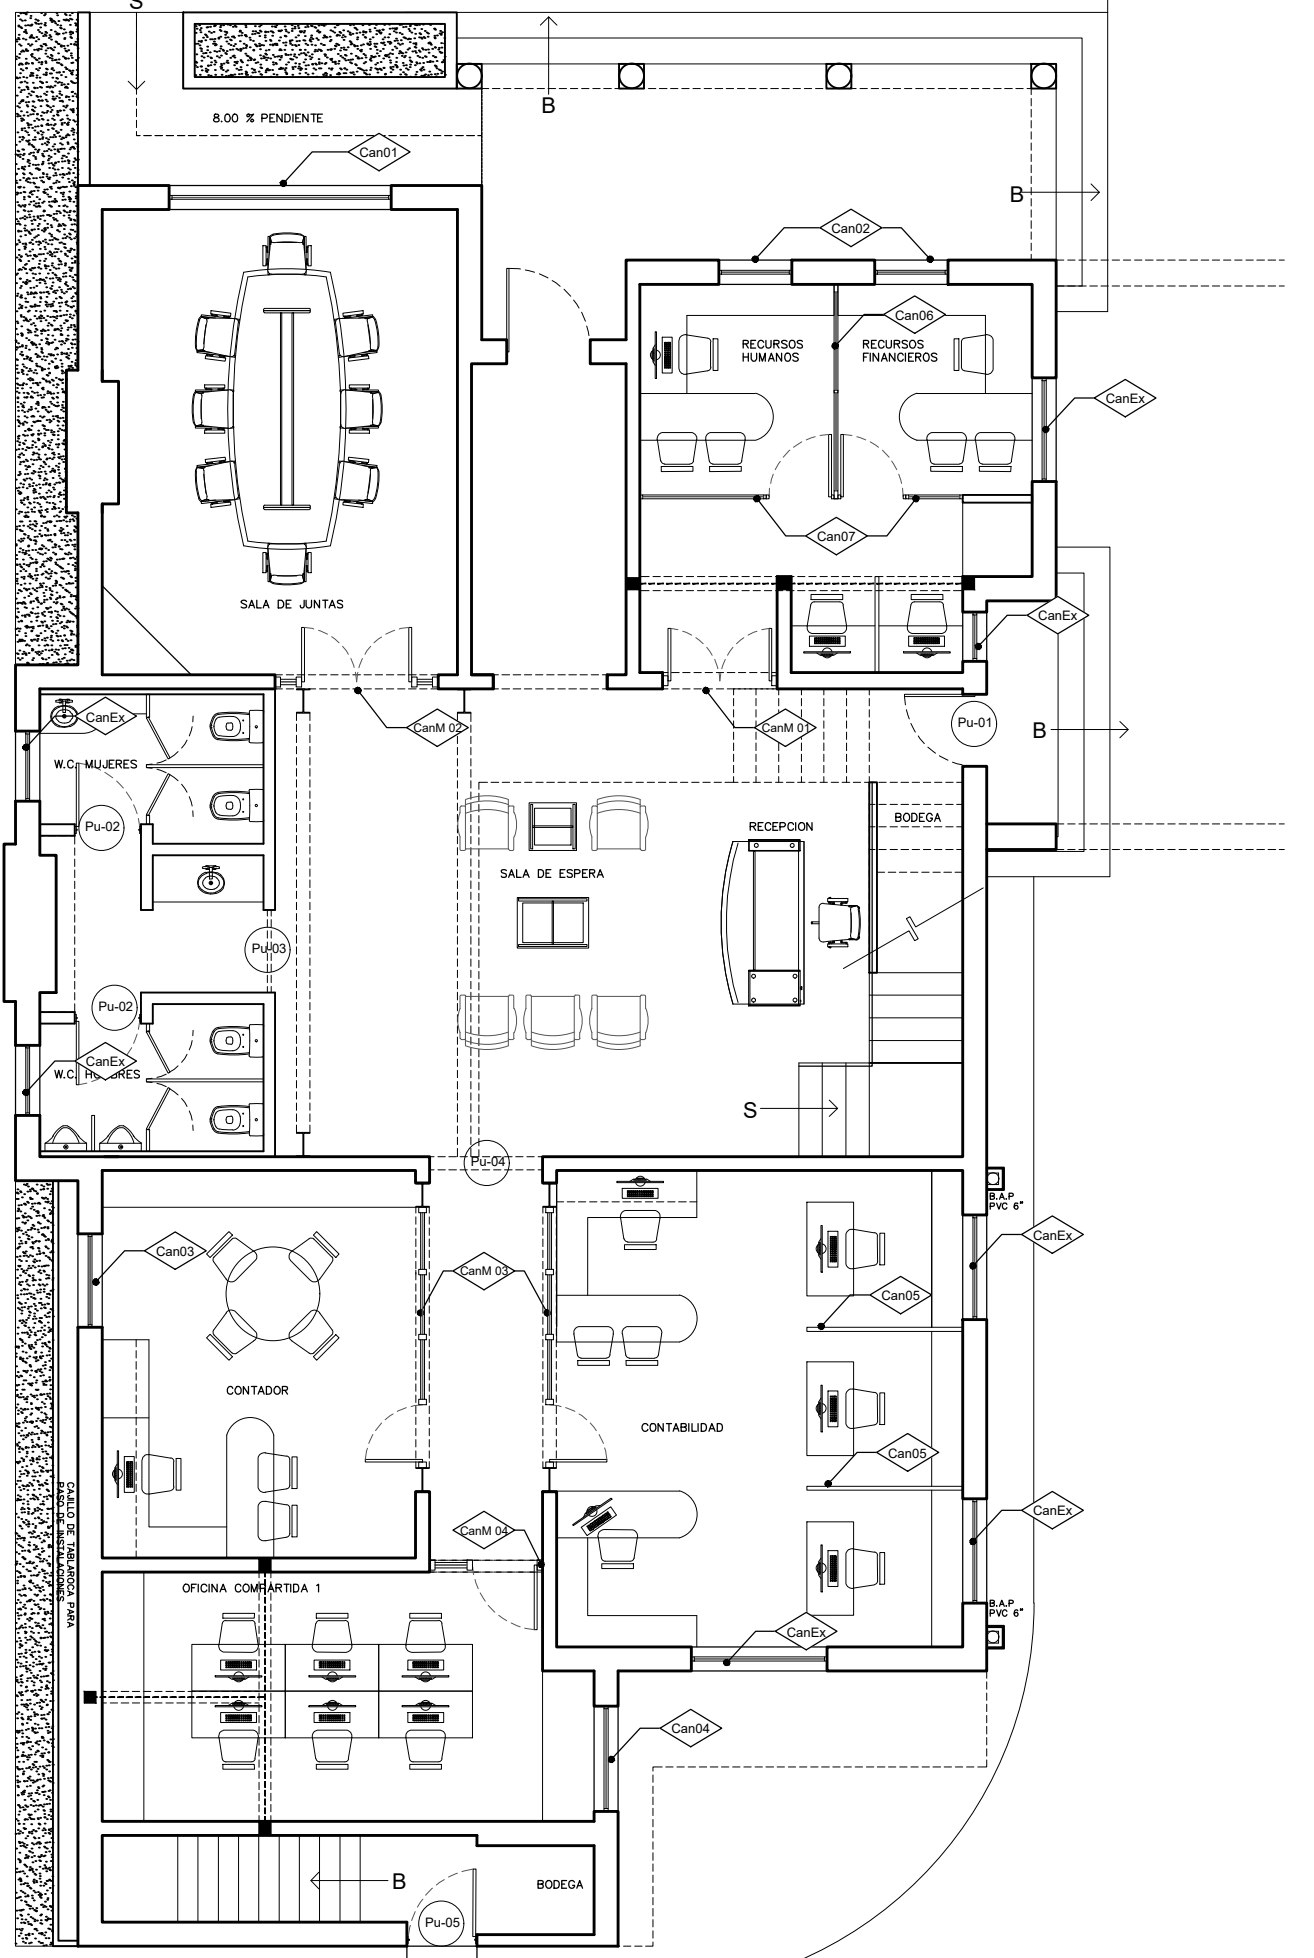 S
B
8.00 % PENDIENTE
Can01
B
Can02
Can06
RECURSOS
HUMANOS
RECURSOS
FINANCIEROS
CanEx
Can07
SALA DE JUNTAS
CanEx
CanEx
CanM 02
CanM 01
Pu-01
B
W.C. MUJERES
Pu-02
RECEPCION
BODEGA
SALA DE ESPERA
Pu-03
Pu-02
CanEx
W.C. HOMBRES
S
Pu-04
B.A.P
PVC 6"
CanEx
Can03
CanM 03
Can05
CONTADOR
CONTABILIDAD
Can05
CAJILLO DE TABLAROCA PARA
PASO DE INSTALACIONES
CanEx
CanM 04
OFICINA COMPARTIDA 1
B.A.P
PVC 6"
CanEx
Can04
B
BODEGA
Pu-05